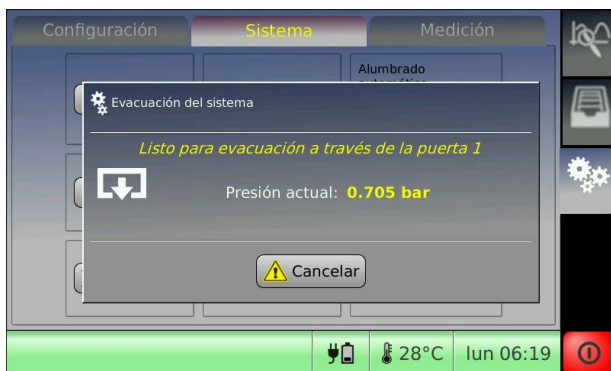 Configuración
Sistema
Medición
Alumbrado
Evacuación del sistema
Listo para evacuación a través de la puerta 1
Presión actual: 0.705 bar
Cancelar
28°C
lun 06:19